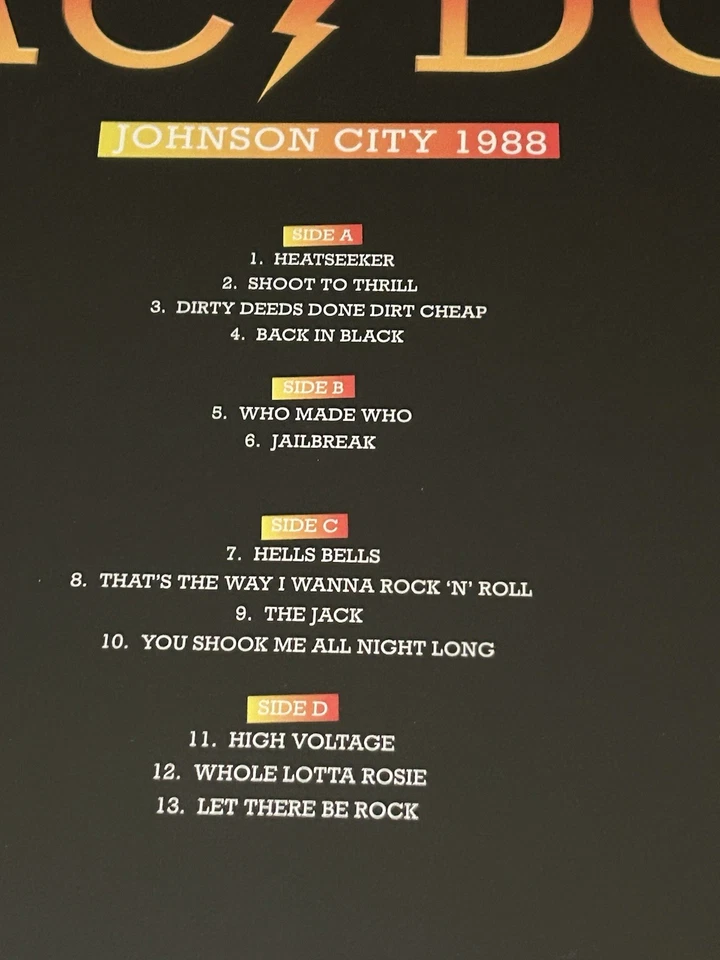 AC/DC
JOHNSON CITY 1988
SIDE A
1. HEATSEEKER
2. SHOOT TO THRILL
3. DIRTY DEEDS DONE DIRT CHEAP
4. BACK IN BLACK
SIDE B
5. WHO MADE WHO
6. JAILBREAK
SIDE C
7. HELLS BELLS
8. THAT'S THE WAY I WANNA ROCK ‘N’ ROLL
9. THE JACK
10. YOU SHOOK ME ALL NIGHT LONG
SIDE D
11. HIGH VOLTAGE
12. WHOLE LOTTA ROSIE
13. LET THERE BE ROCK